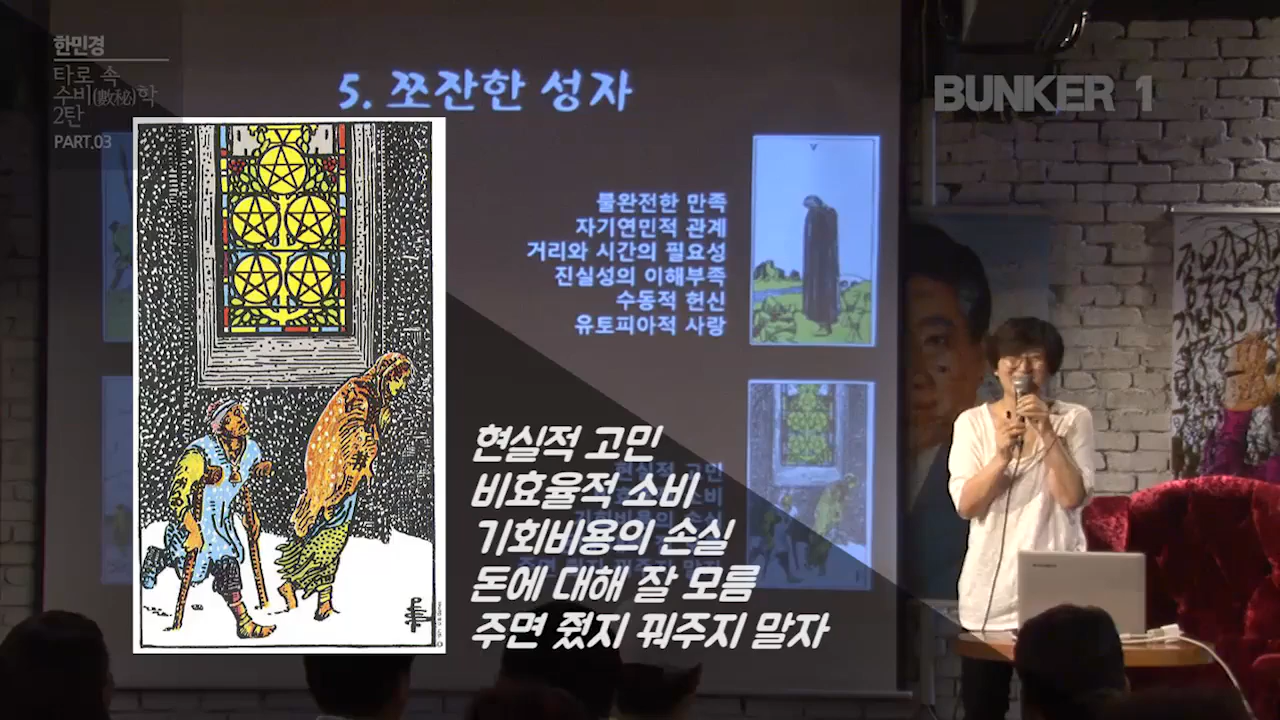 한민경
타로 속
수비(數秘)학
2탄
PART.03
BUNKER 1
5. 쪼잔한 성자
불완전한 만족
자기연민적 관계
거리와 시간의 필요성
진실성의 이해부족
수동적 헌신
유토피아적 사랑
V
현실적 고민
현실적 고민
비효율적 소비
기회비용의 손실
돈에 대해 잘 모름
주면 줬지 꿔주지 말자